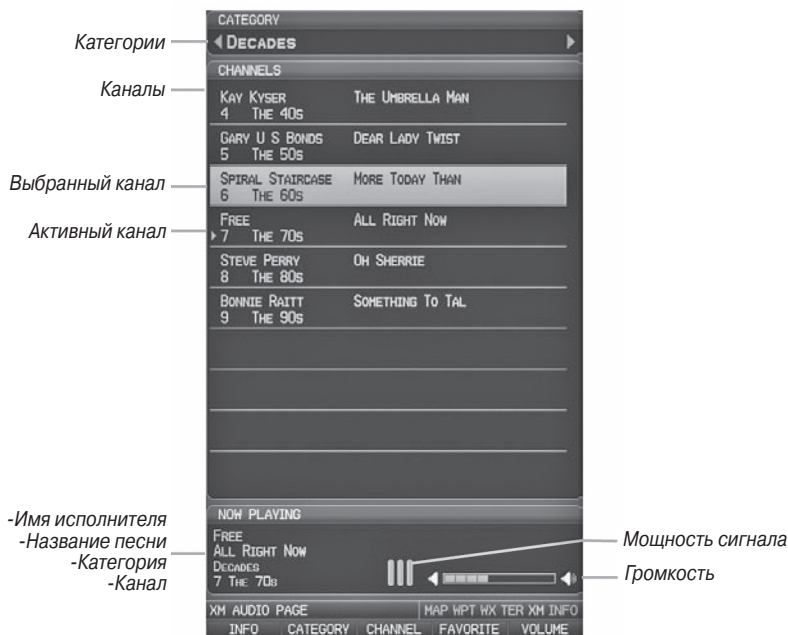 CATEGORY
Категории
DECADES
CHANNELS
Каналы
KAY KYSER THE UMBRELLA MAN
4 THE 40S
GARY U S BONDS DEAR LADY TWIST
5 THE 50S
Выбранный канал
SPIRAL STAIRCASE MORE TODAY THAN
6 THE 60S
Активный канал
FREE ALL RIGHT NOW
7 THE 70S
STEVE PERRY OH SHERRIE
8 THE 80S
BONNIE RAITT SOMETHING TO TAL
9 THE 90S
NOW PLAYING
-Имя исполнителя
-Название песни
-Категория
-Канал
FREE
ALL RIGHT NOW
DECADES
7 THE 70S
Мощность сигнала
Громкость
XM AUDIO PAGE MAP WPT WX TER XM INFO
INFO CATEGORY CHANNEL FAVORITE VOLUME